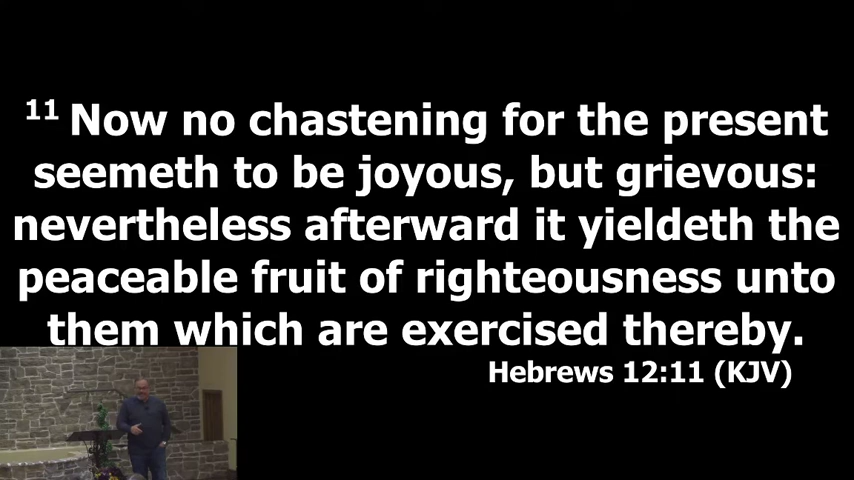 11 Now no chastening for the present
seemeth to be joyous, but grievous:
nevertheless afterward it yieldeth the
peaceable fruit of righteousness unto
them which are exercised thereby.
Hebrews 12:11 (KJV)